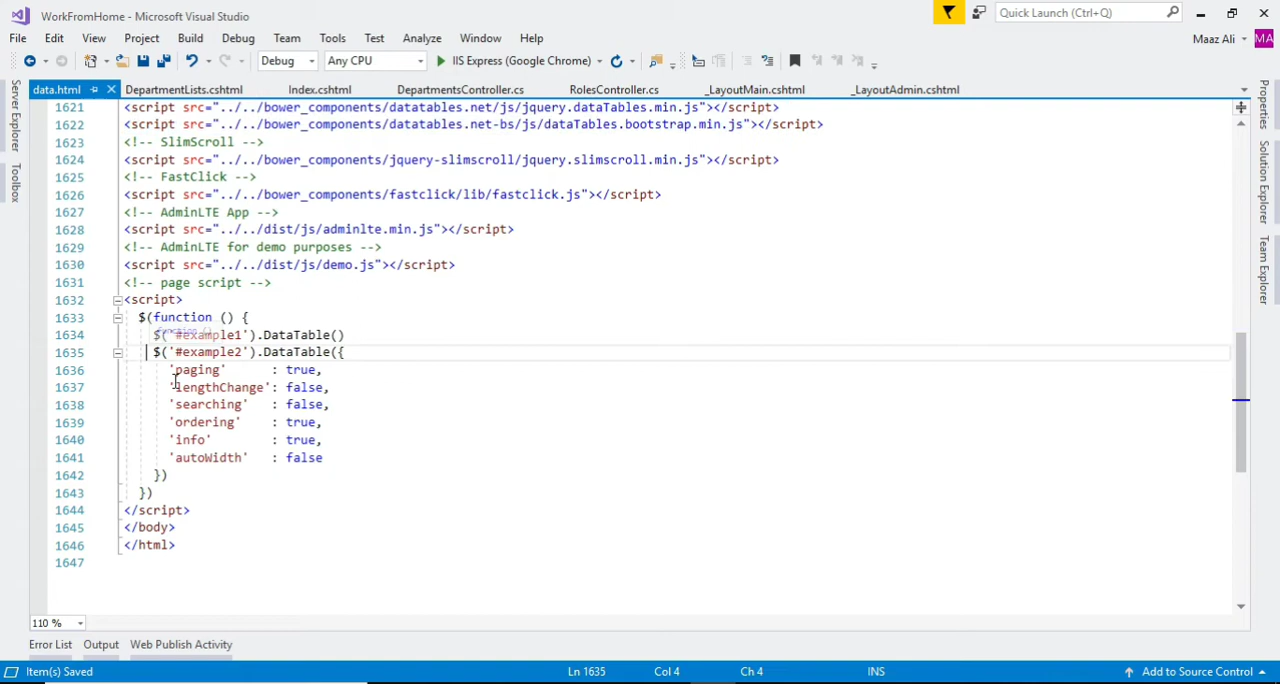 WorkFromHome - Microsoft Visual Studio
Quick Launch (Ctrl+Q)
File Edit View Project Build Debug Team Tools Test Analyze Window Help
Maaz Ali MA
Debug Any CPU IIS Express (Google Chrome)
data.html DepartmentLists.cshtml Index.cshtml DepartmentsController.cs RolesController.cs _LayoutMain.cshtml _LayoutAdmin.cshtml
Server Explorer
Toolbox
Properties
Solution Explorer
Team Explorer
1621 <script src="../../bower_components/datatables.net/js/jquery.dataTables.min.js"></script>
1622 <script src="../../bower_components/datatables.net-bs/js/dataTables.bootstrap.min.js"></script>
1623 <!-- SlimScroll -->
1624 <script src="../../bower_components/jquery-slimscroll/jquery.slimscroll.min.js"></script>
1625 <!-- FastClick -->
1626 <script src="../../bower_components/fastclick/lib/fastclick.js"></script>
1627 <!-- AdminLTE App -->
1628 <script src="../../dist/js/adminlte.min.js"></script>
1629 <!-- AdminLTE for demo purposes -->
1630 <script src="../../dist/js/demo.js"></script>
1631 <!-- page script -->
1632 <script>
1633 $(function () {
function ()
1634 $('#example1').DataTable()
1635 $('#example2').DataTable({
1636 'paging' : true,
1637 'lengthChange': false,
1638 'searching' : false,
1639 'ordering' : true,
1640 'info' : true,
1641 'autoWidth' : false
1642 })
1643 })
1644 </script>
1645 </body>
1646 </html>
1647
110 %
Error List Output Web Publish Activity
Item(s) Saved Ln 1635 Col 4 Ch 4 INS Add to Source Control